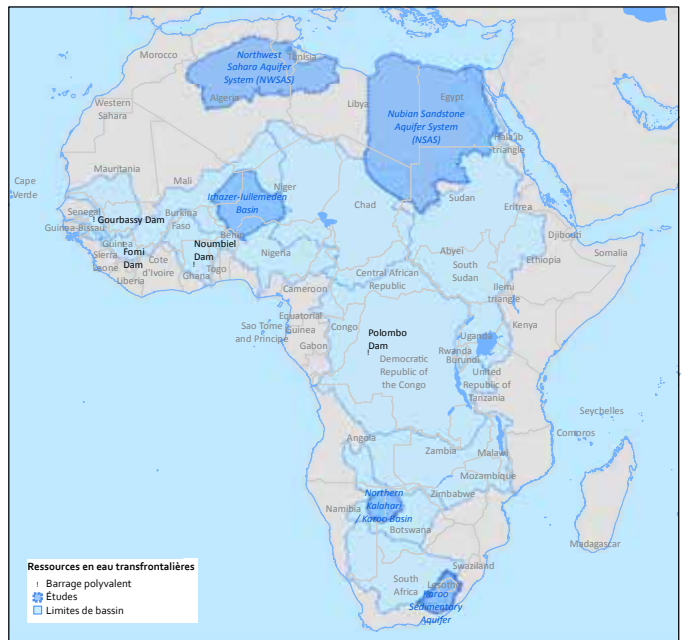 Northwest
Sahara Aquifer
System (NWSAS)
Morocco
Tunisia
Algeria
Libya
Egypt
Western
Sahara
Nubian Sandstone
Aquifer System
(NSAS)
Hala'ib
triangle
Cape
Verde
Mauritania
Mali
Niger
Chad
Sudan
Eritrea
Irhazer-Iullemeden
Basin
Senegal
Gourbassy Dam
Burkina
Faso
Guinea-Bissau
Guinea
Fomi
Dam
Noumbiel
Dam
Benin
Nigeria
Sierra
Leone
Cote
d'Ivoire
Liberia
Ghana
Togo
Djibouti
Somalia
Abyei
South
Sudan
Ethiopia
Central African
Republic
Cameroon
Ilemi
triangle
Equatorial
Guinea
Sao Tome
and Principe
Gabon
Congo
Polombo
Dam
Democratic
Republic of
the Congo
Uganda
Kenya
Rwanda
Burundi
United
Republic of
Tanzania
Seychelles
Comoros
Angola
Zambia
Malawi
Mozambique
Northern
Kalahari
/ Karoo Basin
Zimbabwe
Namibia
Botswana
Madagascar
Swaziland
South
Africa
Lesotho
Karoo
Sedimentary
Aquifer
Ressources en eau transfrontalières
Barrage polyvalent
Études
Limites de bassin